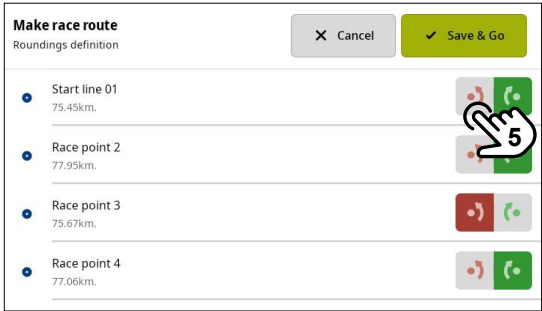 Make race route
Roundings definition
Cancel
Save & Go
Start line 01
75.45km.
5
Race point 2
77.95km.
Race point 3
75.67km.
Race point 4
77.06km.